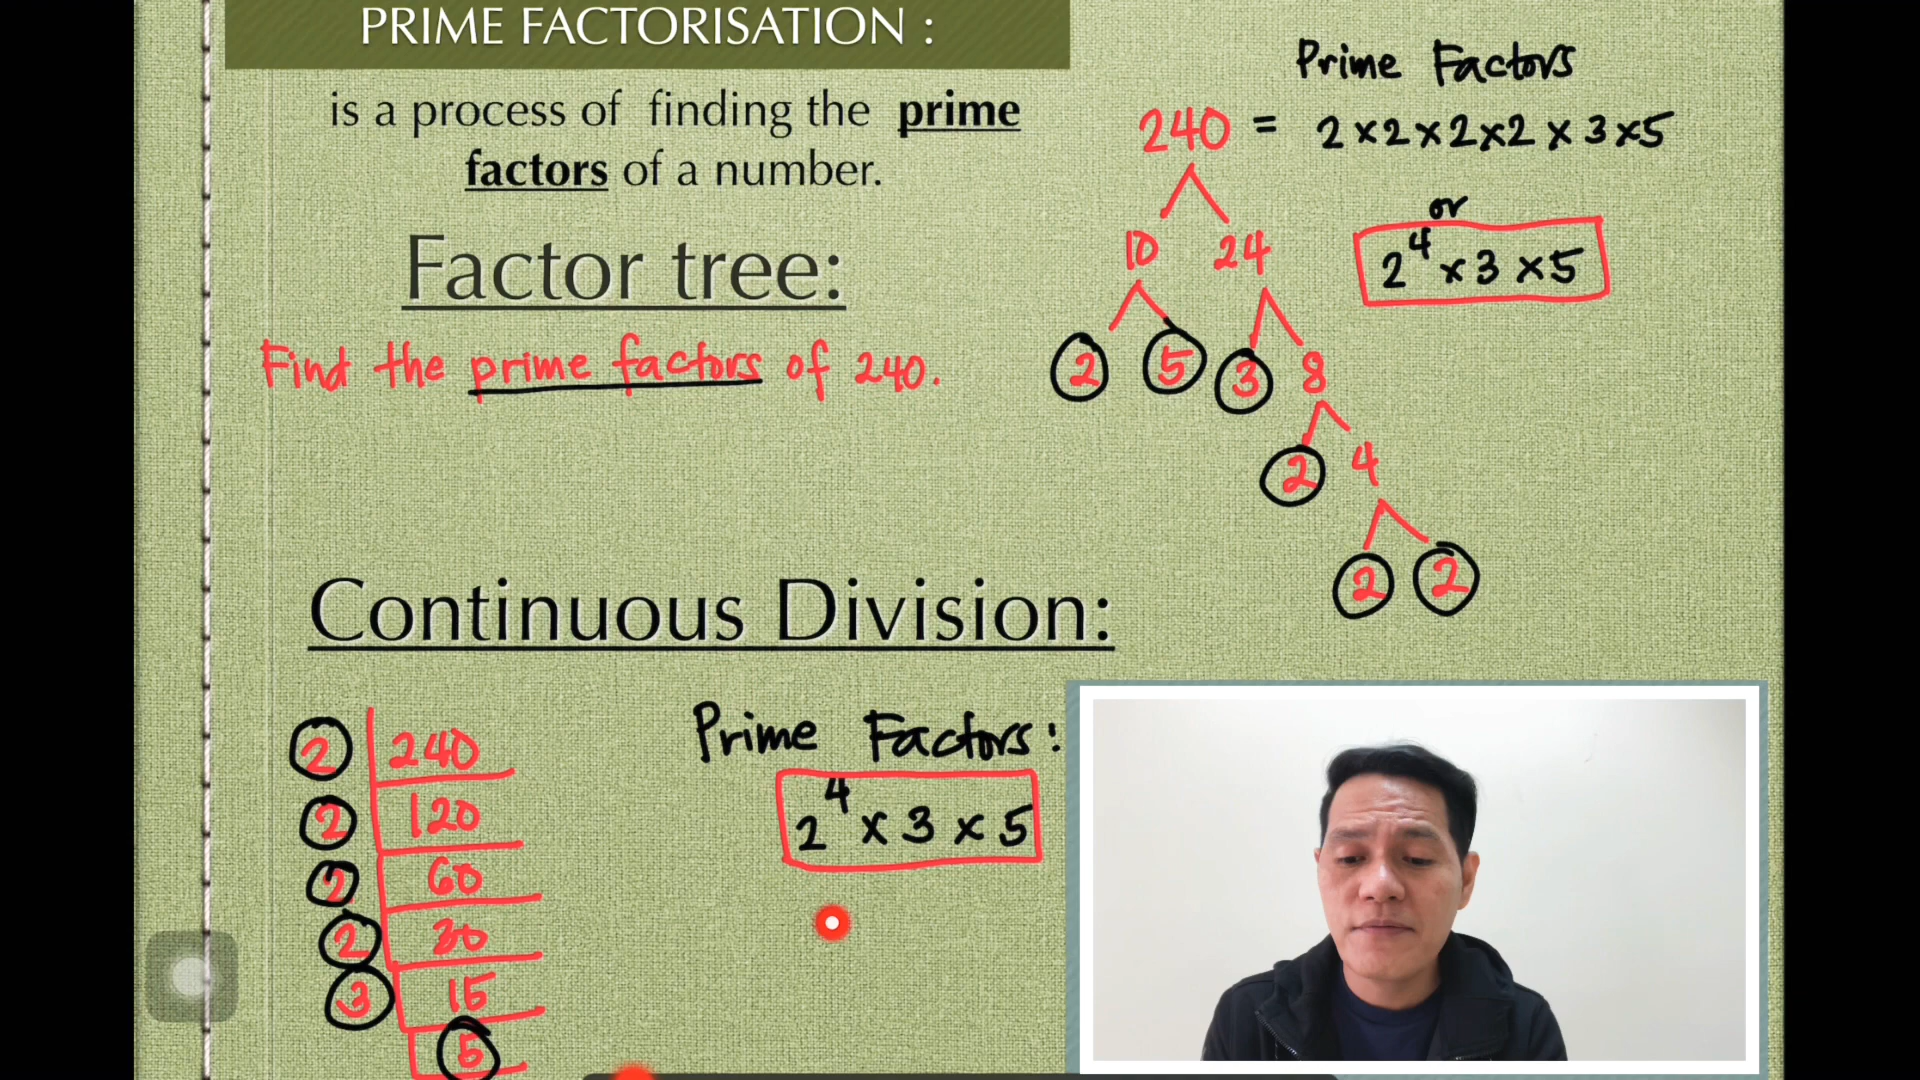 PRIME FACTORISATION :
is a process of finding the prime
factors of a number.
Factor tree:
Find the prime factors of 240.
Prime Factors
240 = 2 x 2 x 2 x 2 x 3 x 5
or
2⁴ x 3 x 5
10 24
2 5 3 8
2 4
2 2
Continuous Division:
2 240
2 120
2 60
2 30
3 15
5
Prime Factors:
2⁴ x 3 x 5